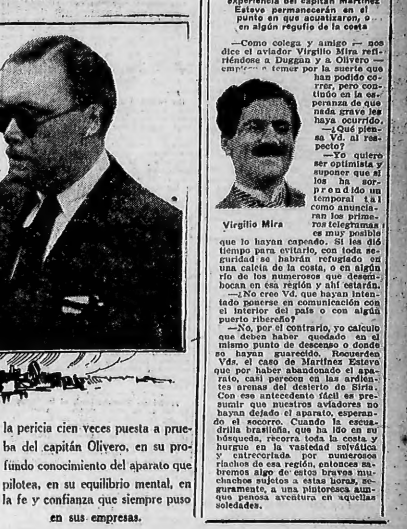 experiencia del capitán Martínez
Esteve permanecerán en el
punto en que acuatizaron, o
en algún refugio de la costa
—Como colega y amigo — nos
dice el aviador Virgilio Mira refi-
riéndose a Duggan y a Olivero —
empiezo a temer por la suerte que
han podido co-
rrer, pero con-
tinúo en la es-
peranza de que
nada grave les
haya ocurrido.
—¿Qué pien-
sa Vd. al res-
pecto?
—Yo quiero
ser optimista y
suponer que si
los ha sor-
prendido un
temporal tal
como anuncia-
ran los prime-
ros telegramas
es muy posible
Virgilio Mira
que lo hayan capeado. Si les dió
tiempo para evitarlo, con toda se-
guridad se habrán refugiado en
una caleta de la costa, o en algún
río de los numerosos que desem-
bocan en esa región y ahí estarán.
—¿No cree Vd. que hayan inten-
tado ponerse en comunicación con
el interior del país o con algún
puerto ribereño?
—No, por el contrario, yo calculo
que deben haber quedado en el
mismo punto de descenso o donde
se hayan guarecido. Recuerden
Vds. el caso de Martínez Esteve
que por haber abandonado el apa-
rato, casi perecen en las ardien-
tes arenas del desierto de Siria.
Con ese antecedente fácil es pre-
sumir que nuestros aviadores no
hayan dejado el aparato, esperan-
do el socorro. Cuando la escua-
drilla brasileña, que ha ido en su
búsqueda, recorra toda la costa y
hurgue en la vastedad selvática
y entrecortada por numerosos
riachos de esa región, entonces sa-
bremos algo de estos bravos mu-
chachos sujetos a estas horas, se-
guramente, a una pintoresca aun-
que penosa aventura en aquellas
soledades.
la pericia cien veces puesta a prue-
ba del capitán Olivero, en su pro-
fundo conocimiento del aparato que
pilotea, en su equilibrio mental, en
la fe y confianza que siempre puso
en sus empresas.